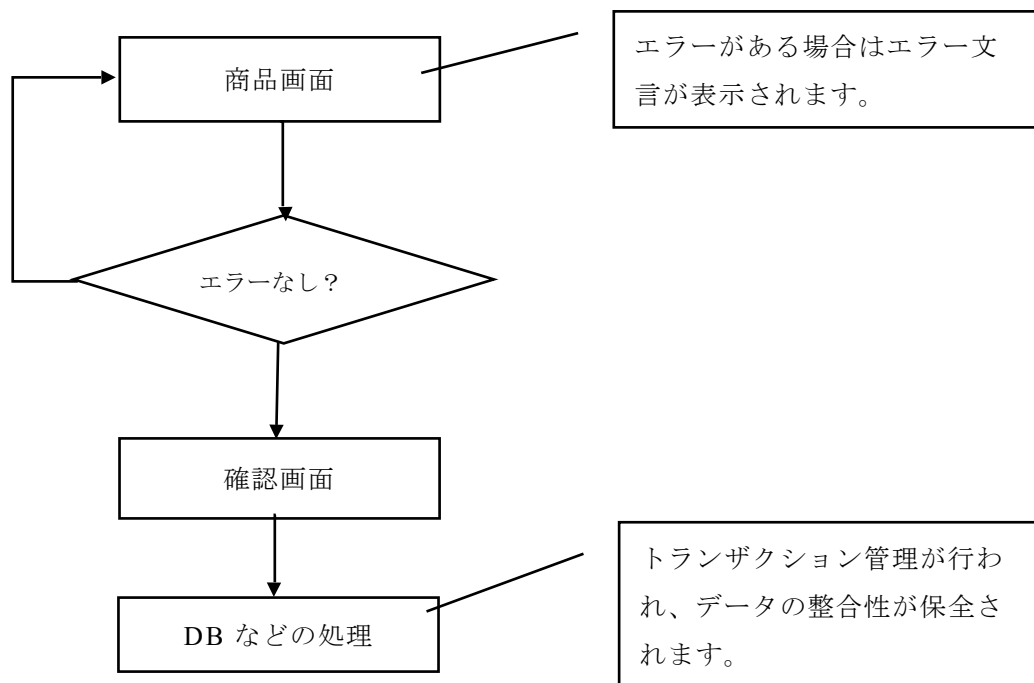 商品画面
エラーがある場合はエラー文
言が表示されます。
エラーなし？
確認画面
DB などの処理
トランザクション管理が行わ
れ、データの整合性が保全さ
れます。